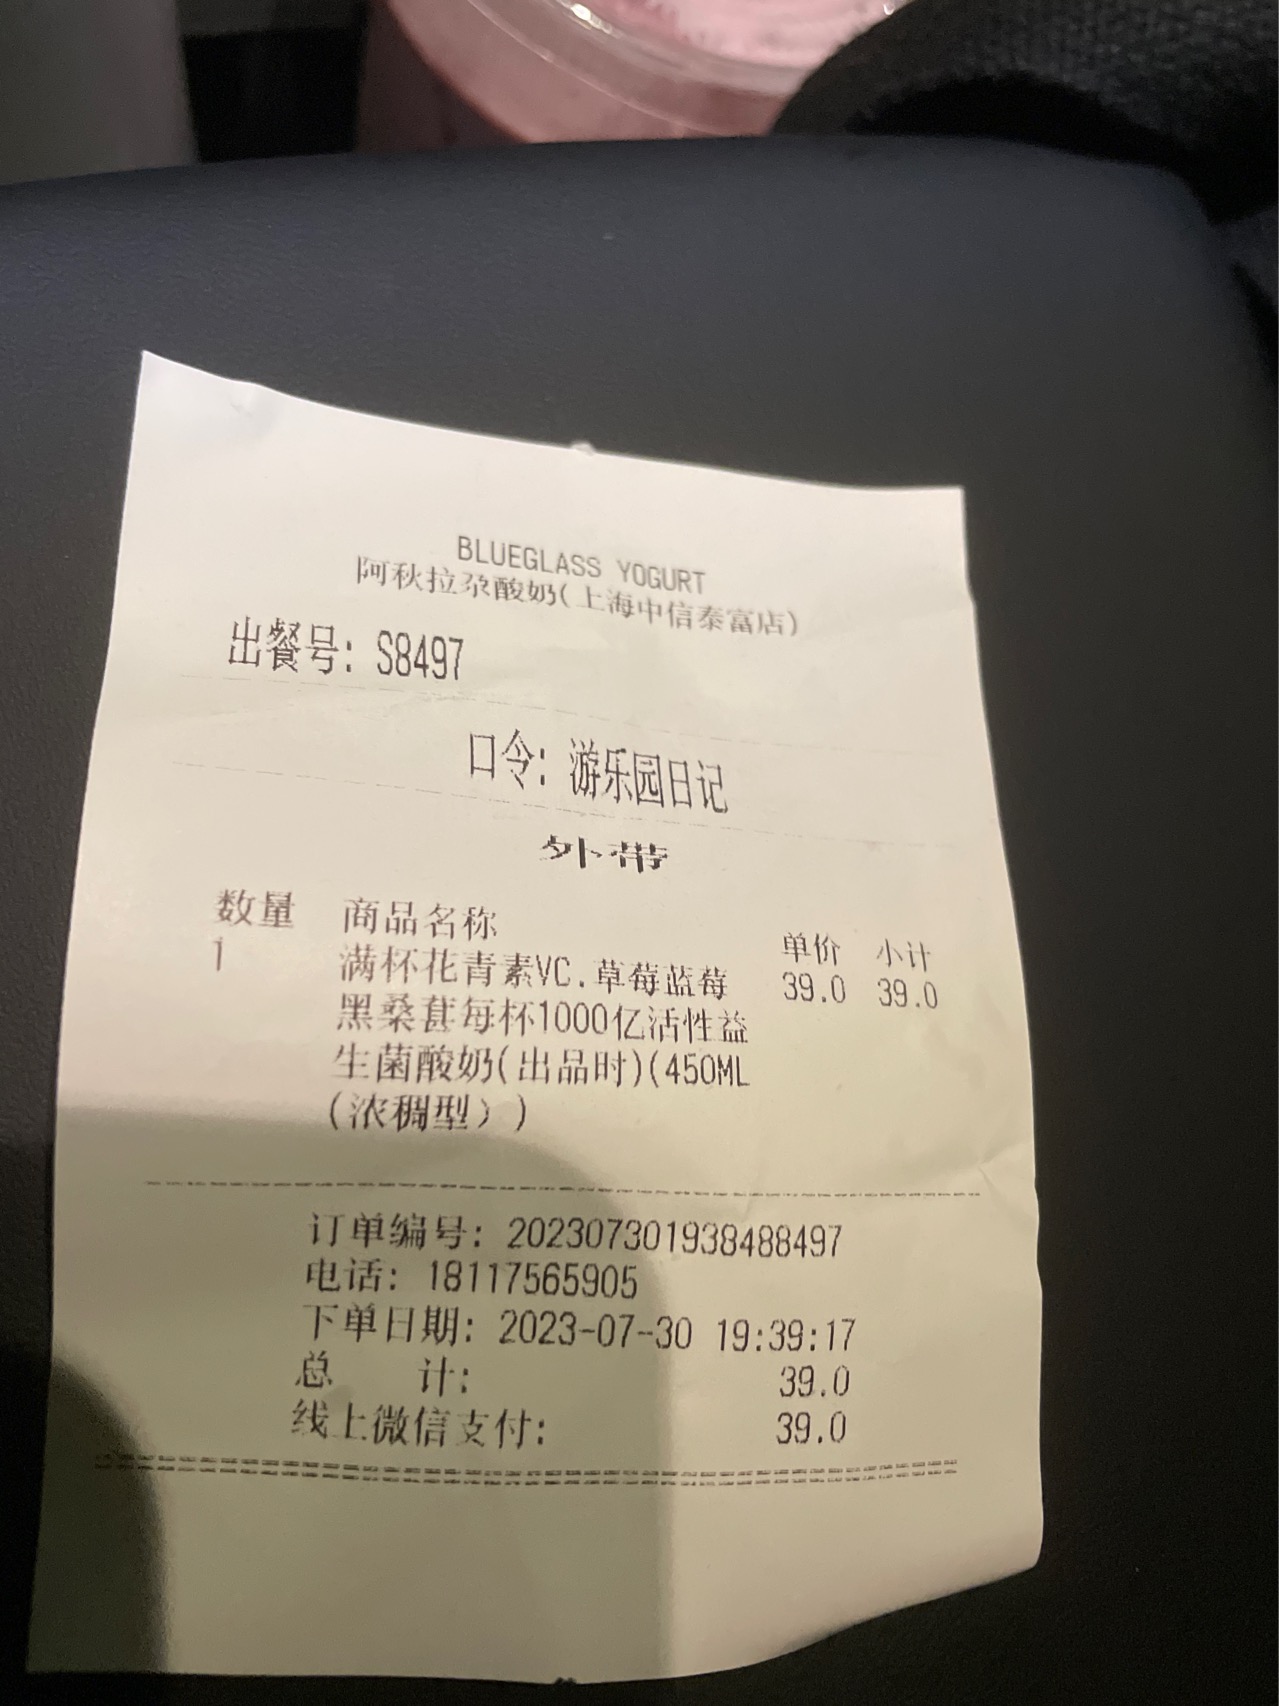 BLUEGLASS YOGURT
阿秋拉尕酸奶(上海中信泰富店)
出餐号: S8497
口令: 游乐园日记
外带
数量 商品名称 单价 小计
1 满杯花青素VC.草莓蓝莓 39.0 39.0
黑桑葚每杯1000亿活性益
生菌酸奶(出品时)(450ML
(浓稠型))
订单编号: 202307301938488497
电话: 18117565905
下单日期: 2023-07-30 19:39:17
总 计: 39.0
线上微信支付: 39.0